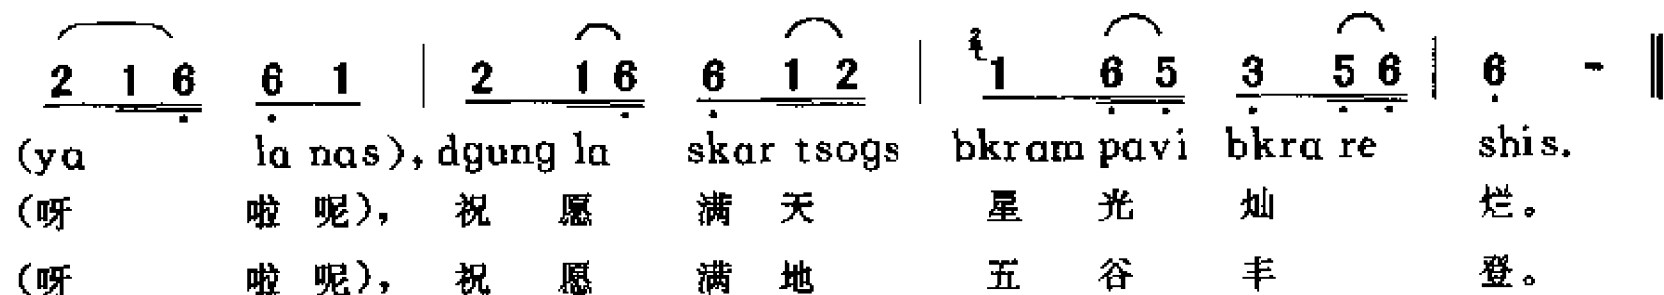 2 1 6 6 1 | 2 1 6 6 1 2 | 2 1 6 5 3 5 6 | 6 - ‖
(ya la nas), dgung la skar tsogs bkram pavi bkra re shis.
(呀 啦 呢), 祝 愿 满 天 星 光 灿 烂。
(呀 啦 呢), 祝 愿 满 地 五 谷 丰 登。